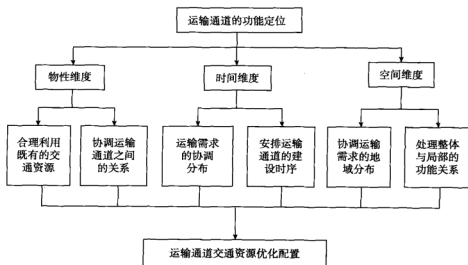 运输通道的功能定位
物性维度
时间维度
空间维度
合理利用
既有的交
通资源
协调运输
通道之间
的关系
运输需求
的协调
分布
安排运输
通道的建
设时序
协调运输
需求的地
域分布
处理整体
与局部的
功能关系
运输通道交通资源优化配置